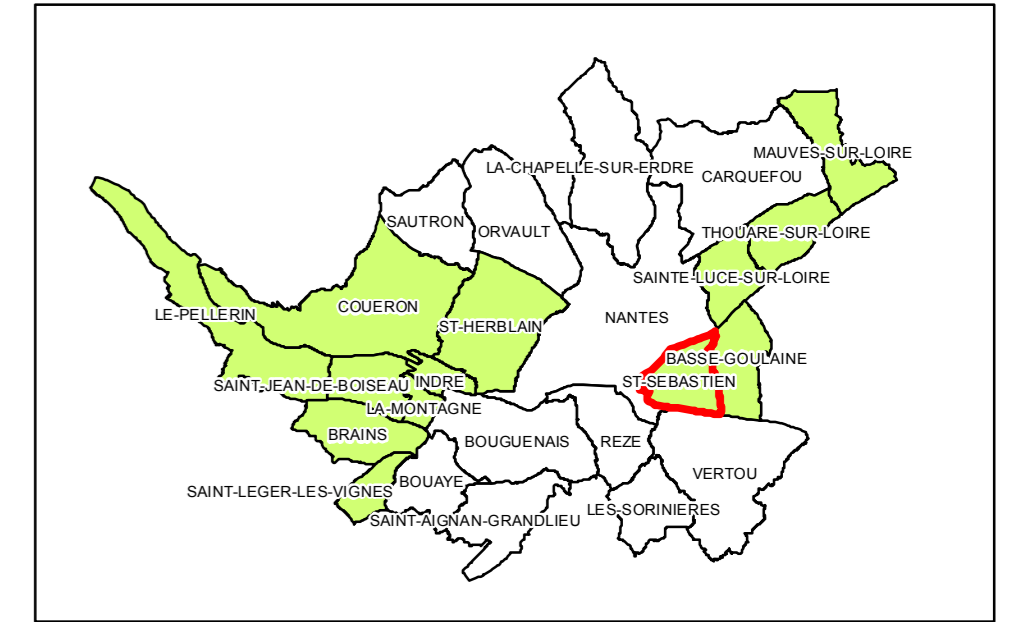 MAUVES-SUR-LOIRE
LA-CHAPELLE-SUR-ERDRE
CARQUEFOU
SAUTRON
ORVAULT
THOUARE-SUR-LOIRE
SAINTE-LUCE-SUR-LOIRE
COUERON
LE-PELLERIN
NANTES
ST-HERBLAIN
BASSE-GOULAINE
SAINT-JEAN-DE-BOISEAU
INDRE
ST-SEBASTIEN
LA-MONTAGNE
BRAINS
BOUGUENAIS
REZE
VERTOU
BOUAYE
SAINT-LEGER-LES-VIGNES
LES-SORINIERES
SAINT-AIGNAN-GRANDLIEU